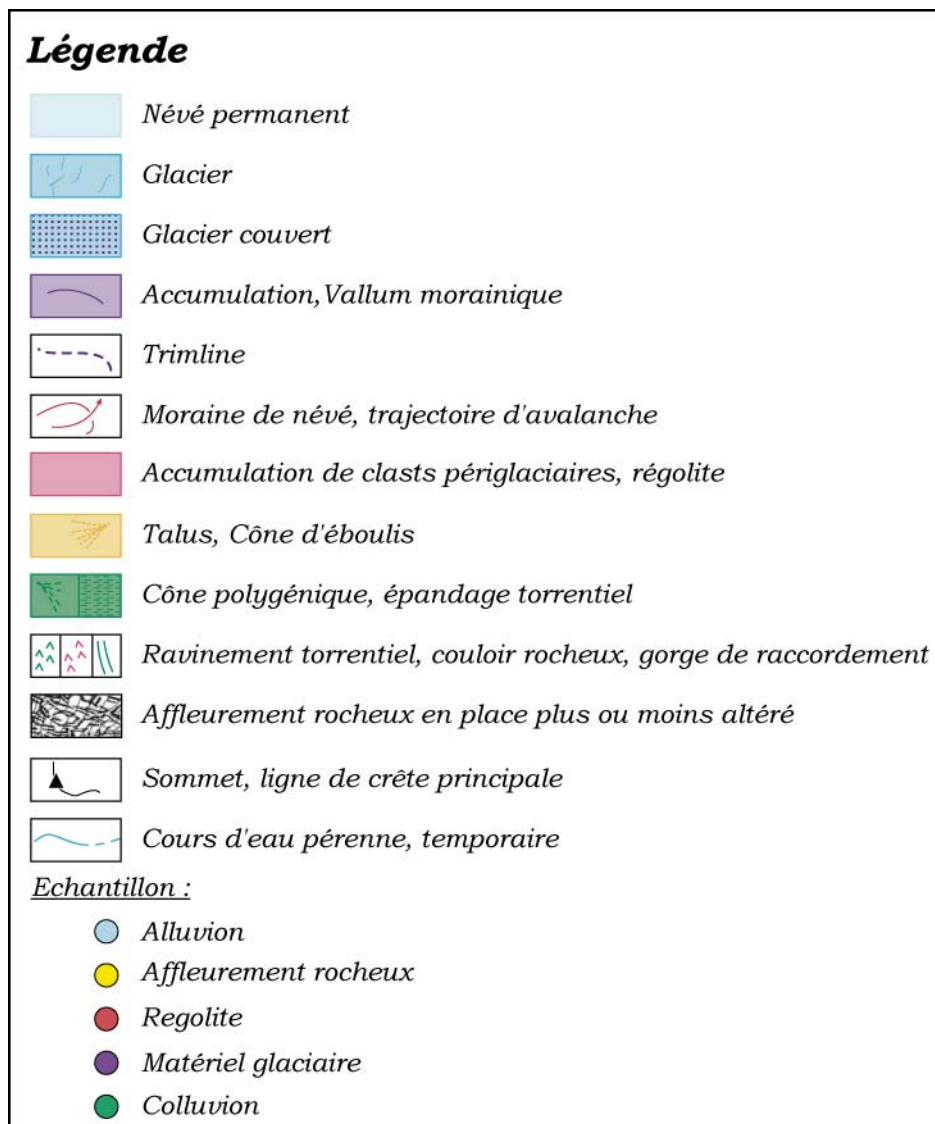 Légende
Névé permanent
Glacier
Glacier couvert
Accumulation,Vallum morainique
Trimline
Moraine de névé, trajectoire d'avalanche
Accumulation de clasts périglaciaires, régolite
Talus, Cône d'éboulis
Cône polygénique, épandage torrentiel
Ravinement torrentiel, couloir rocheux, gorge de raccordement
Affleurement rocheux en place plus ou moins altéré
Sommet, ligne de crête principale
Cours d'eau pérenne, temporaire
Echantillon :
Alluvion
Affleurement rocheux
Regolite
Matériel glaciaire
Colluvion